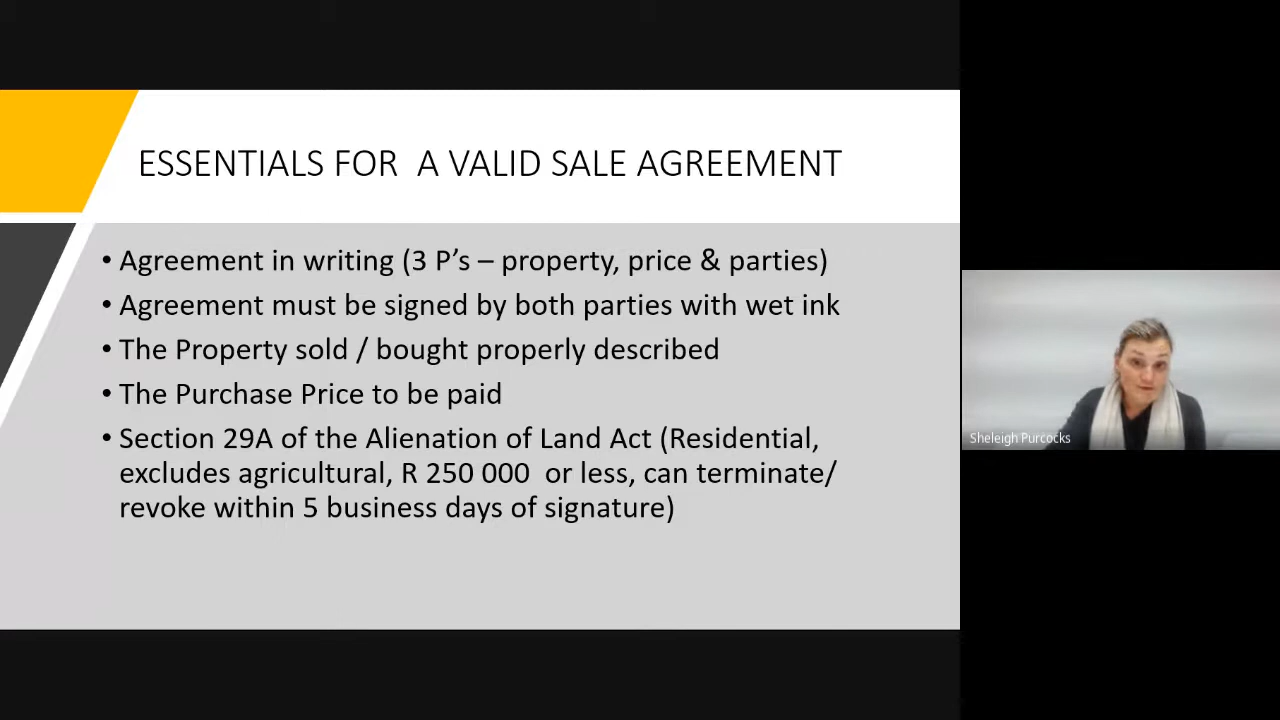 ESSENTIALS FOR A VALID SALE AGREEMENT
• Agreement in writing (3 P’s – property, price & parties)
• Agreement must be signed by both parties with wet ink
• The Property sold / bought properly described
• The Purchase Price to be paid
• Section 29A of the Alienation of Land Act (Residential,
excludes agricultural, R 250 000 or less, can terminate/
revoke within 5 business days of signature)
Sheleigh Purcocks